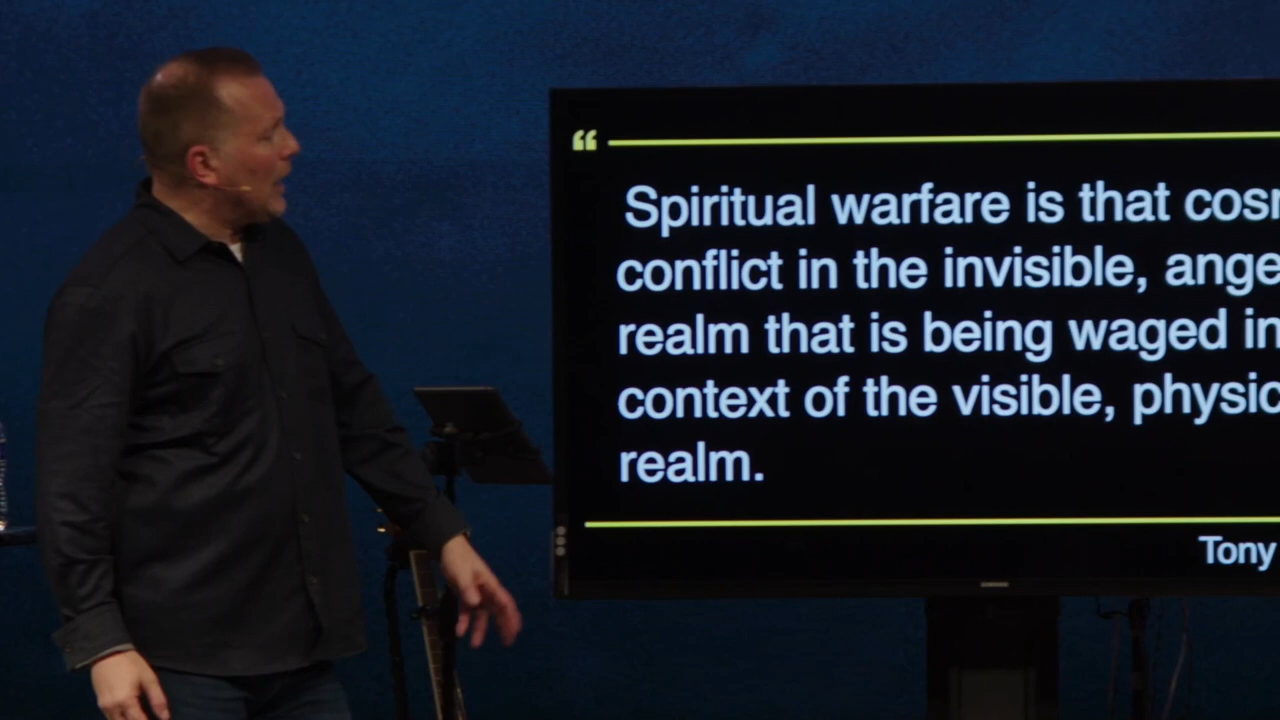 “
Spiritual warfare is that
conflict in the invisible,
realm that is being waged in
context of the visible,
realm.
Tony
SAMSUNG